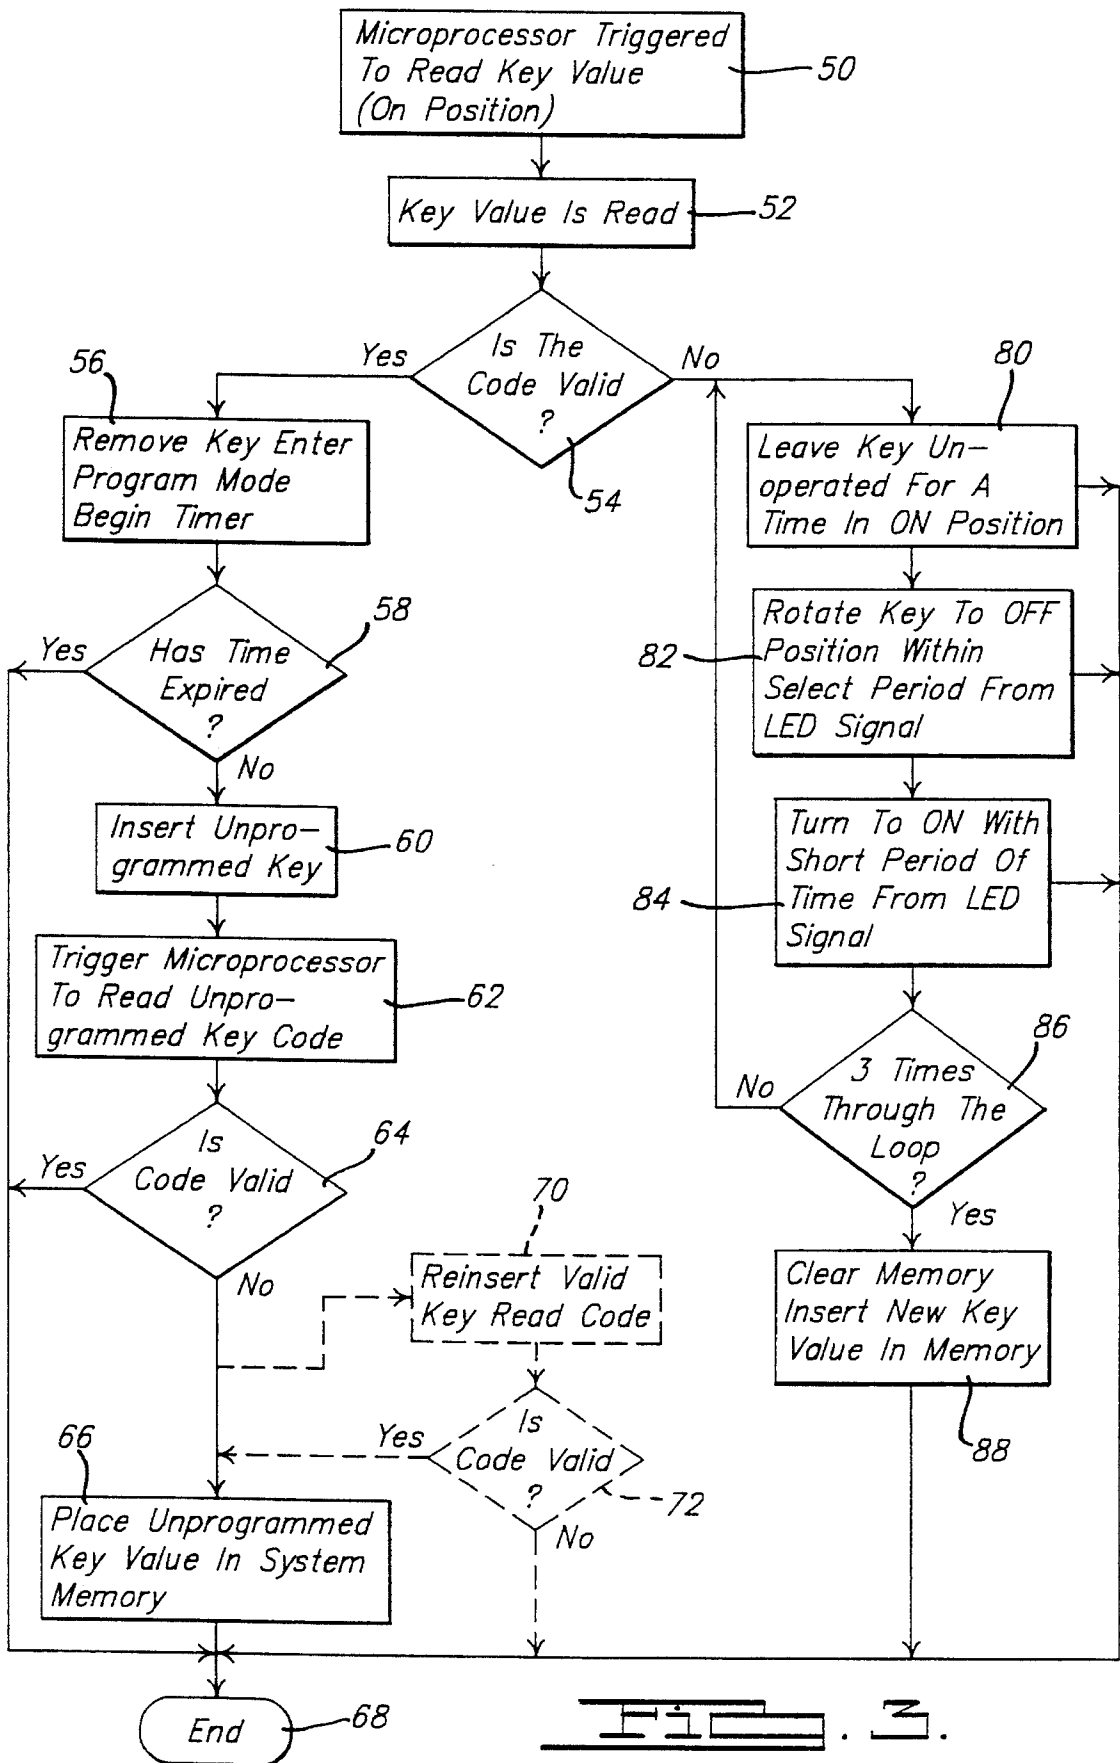 Microprocessor Triggered
To Read Key Value
(On Position)
50
Key Value Is Read
52
Is The
Code Valid
?
54
Yes
No
56
Remove Key Enter
Program Mode
Begin Timer
80
Leave Key Un-
operated For A
Time In ON Position
58
Has Time
Expired
?
Yes
No
82
Rotate Key To OFF
Position Within
Select Period From
LED Signal
Insert Unpro-
grammed Key
60
84
Turn To ON With
Short Period Of
Time From LED
Signal
Trigger Microprocessor
To Read Unpro-
grammed Key Code
62
86
3 Times
Through The
Loop
?
No
Yes
Is
Code Valid
?
64
Yes
No
70
Reinsert Valid
Key Read Code
Clear Memory
Insert New Key
Value In Memory
88
Is
Code Valid
?
72
Yes
No
66
Place Unprogrammed
Key Value In System
Memory
End
68
Fig. 3.